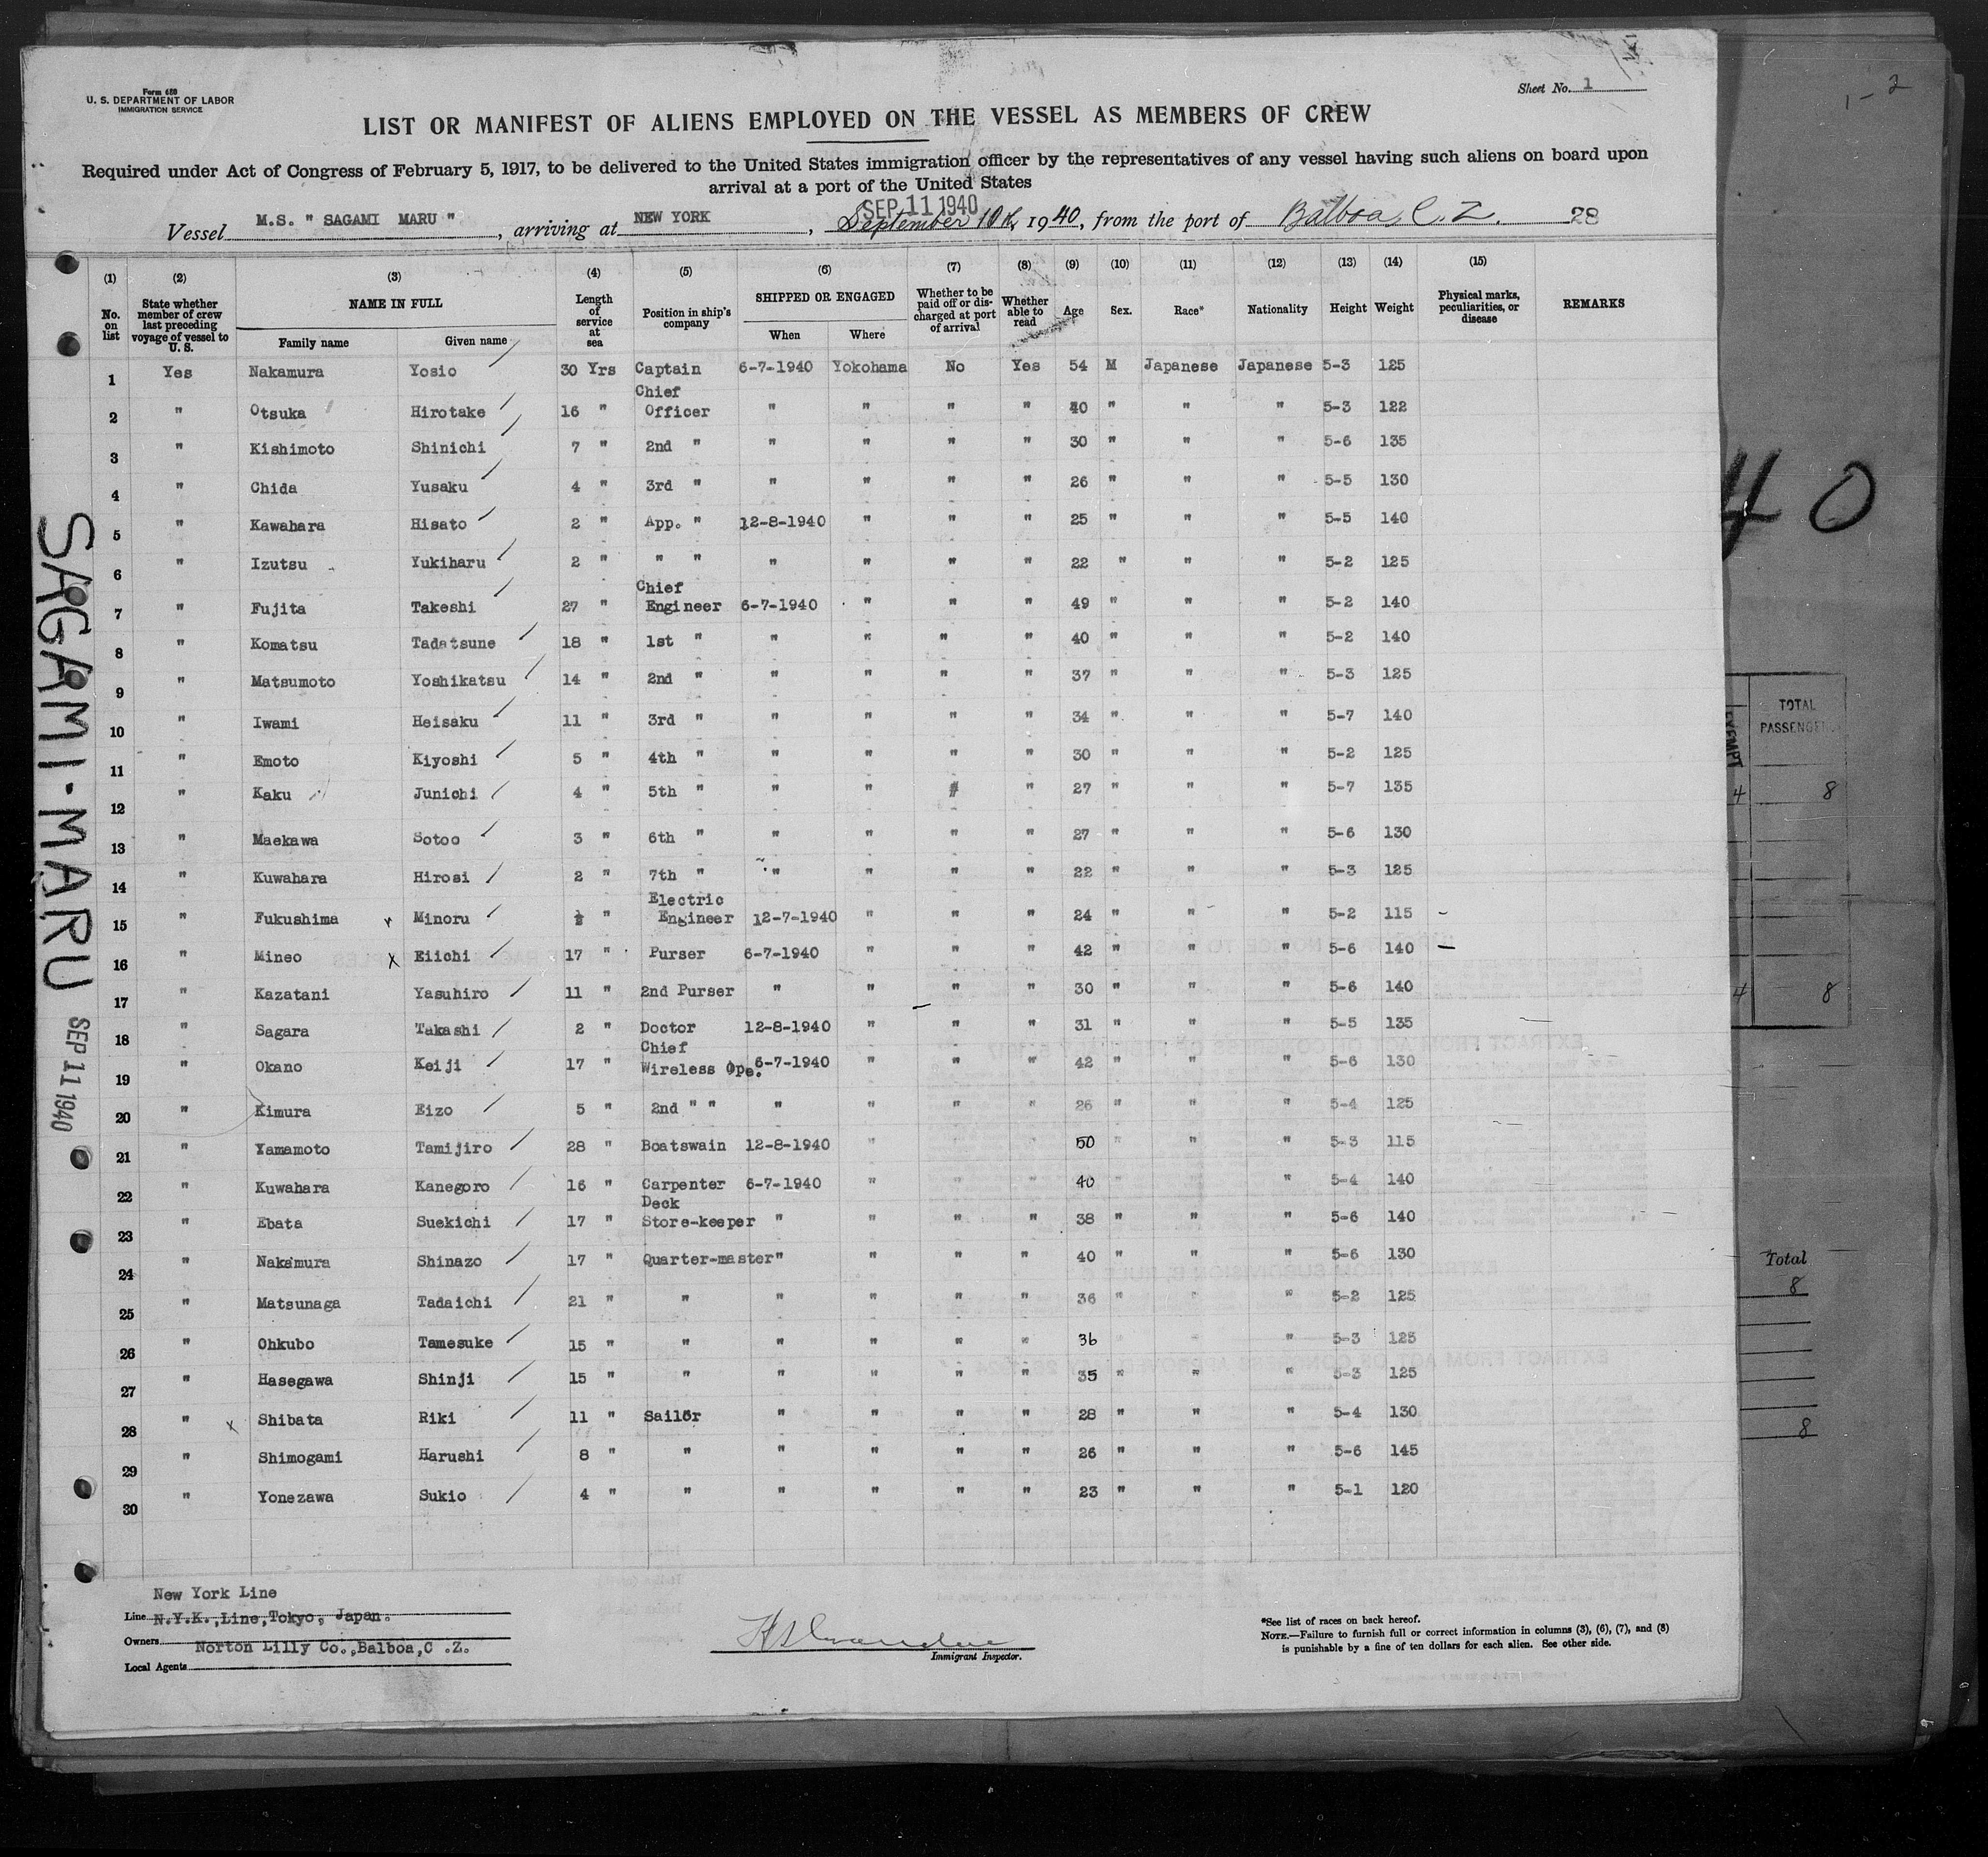 Form 680
U. S. DEPARTMENT OF LABOR
IMMIGRATION SERVICE
Sheet No. 1
1-2
LIST OR MANIFEST OF ALIENS EMPLOYED ON THE VESSEL AS MEMBERS OF CREW
Required under Act of Congress of February 5, 1917, to be delivered to the United States immigration officer by the representatives of any vessel having such aliens on board upon
arrival at a port of the United States
SEP 11 1940
Vessel M.S. " SAGAMI MARU ", arriving at NEW YORK, September 10th, 1940, from the port of Balboa, C. Z. 28
(1) (2) (3) (4) (5) (6) (7) (8) (9) (10) (11) (12) (13) (14) (15)
No. on list State whether member of crew last preceding voyage of vessel to U. S. NAME IN FULL Family name Given name Length of service at sea Position in ship's company SHIPPED OR ENGAGED When Where Whether to be paid off or discharged at port of arrival Whether able to read Age Sex. Race* Nationality Height Weight Physical marks, peculiarities, or disease REMARKS
1 Yes Nakamura Yosio 30 Yrs Captain 6-7-1940 Yokohama No Yes 54 M Japanese Japanese 5-3 125
2 " Otsuka Hirotake 16 " Chief Officer " " " " 40 " " " 5-3 122
3 " Kishimoto Shinichi 7 " 2nd " " " " " 30 " " " 5-6 135
4 " Chida Yusaku 4 " 3rd " " " " " 26 " " " 5-5 130
5 " Kawahara Hisato 2 " App. " 12-8-1940 " " " 25 " " " 5-5 140
6 " Izutsu Yukiharu 2 " " " " " " " 22 " " " 5-2 125
7 " Fujita Takeshi 27 " Chief Engineer 6-7-1940 " " " 49 " " " 5-2 140
8 " Komatsu Tadatsune 18 " 1st " " " " " 40 " " " 5-2 140
9 " Matsumoto Yoshikatsu 14 " 2nd " " " " " 37 " " " 5-3 125
10 " Iwami Heisaku 11 " 3rd " " " " " 34 " " " 5-7 140
11 " Emoto Kiyoshi 5 " 4th " " " " " 30 " " " 5-2 125
12 " Kaku Junichi 4 " 5th " " " # " 27 " " " 5-7 135
13 " Maekawa Sotoo 3 " 6th " " " " " 27 " " " 5-6 130
14 " Kuwahara Hirosi 2 " 7th " " " " " 22 " " " 5-3 125
15 " Fukushima Minoru " Electric Engineer 12-7-1940 " " " 24 " " " 5-2 115
16 " Mineo x Eiichi 17 " Purser 6-7-1940 " " " 42 " " " 5-6 140
17 " Kazatani Yasuhiro 11 " 2nd Purser " " " " 30 " " " 5-6 140
18 " Sagara Takashi 2 " Doctor 12-8-1940 " " " 31 " " " 5-5 135
19 " Okano Keiji 17 " Chief Wireless Ope. 6-7-1940 " " " 42 " " " 5-6 130
20 " Kimura Eizo 5 " 2nd " " " " " " 26 " " " 5-4 125
21 " Yamamoto Tamijiro 28 " Boatswain 12-8-1940 " " " 50 " " " 5-3 115
22 " Kuwahara Kanegoro 16 " Carpenter 6-7-1940 " " " 40 " " " 5-4 140
23 " Ebata Suekichi 17 " Deck Store-keeper " " " " 38 " " " 5-6 140
24 " Nakamura Shinazo 17 " Quarter-master " " " " 40 " " " 5-6 130
25 " Matsunaga Tadaichi 21 " " " " " " 36 " " " 5-2 125
26 " Ohkubo Tamesuke 15 " " " " " " 36 " " " 5-3 125
27 " Hasegawa Shinji 15 " " " " " " 35 " " " 5-3 125
28 " x Shibata Riki 11 " Sailor " " " " 28 " " " 5-4 130
29 " Shimogami Harushi 8 " " " " " " 26 " " " 5-6 145
30 " Yonezawa Sukio 4 " " " " " " 23 " " " 5-1 120
New York Line
Line N.Y.K.,Line,Tokyo, Japan.
Owners Norton Lilly Co.,Balboa,C .Z.
Local Agents
Immigrant Inspector.
*See list of races on back hereof.
NOTE.—Failure to furnish full or correct information in columns (3), (6), (7), and (8)
is punishable by a fine of ten dollars for each alien. See other side.
SAGAMI-MARU SEP 11 1940
40
EXEMPT
TOTAL
PASSENGERS
4 8
4 8
Total
8
8